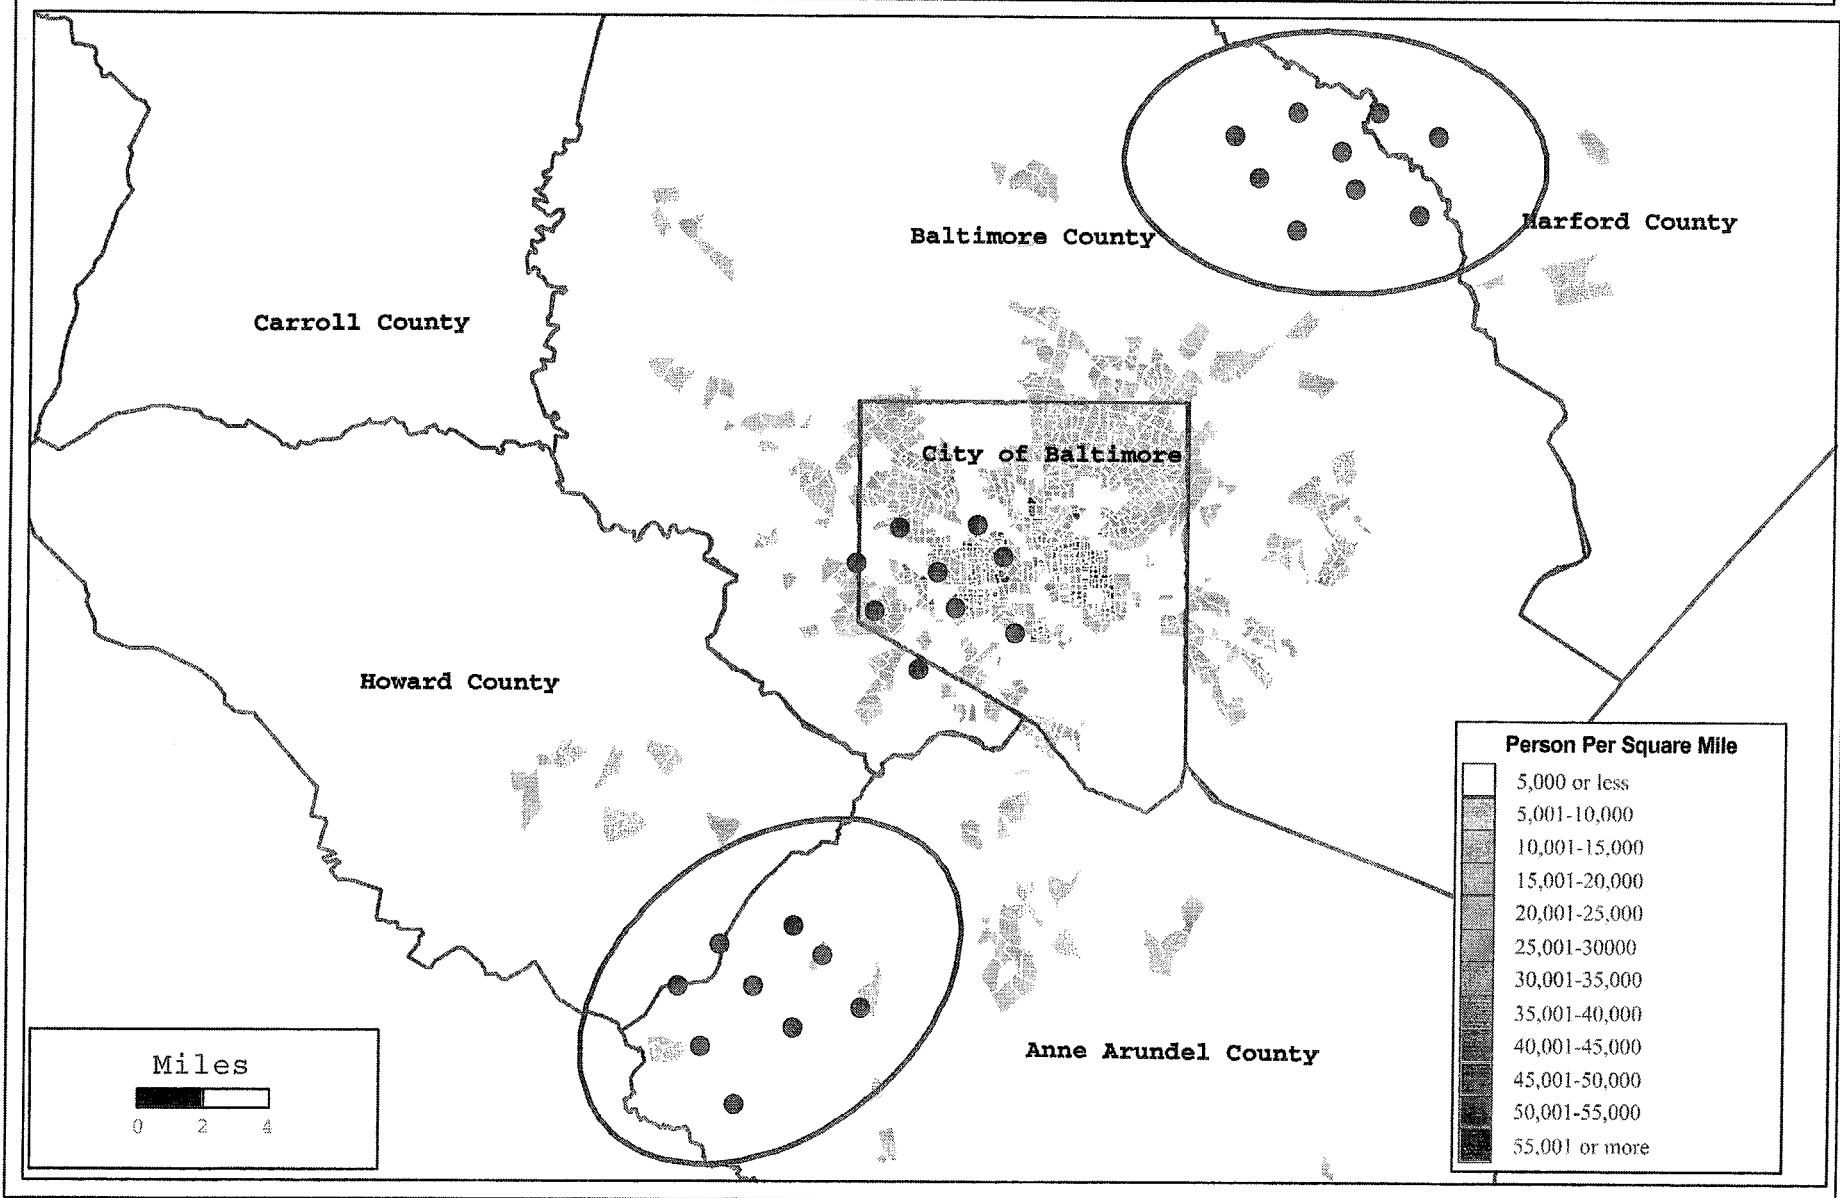 Baltimore County
Harford County
Carroll County
City of Baltimore
Howard County
Anne Arundel County
Miles
0 2 4
Person Per Square Mile
5,000 or less
5,001-10,000
10,001-15,000
15,001-20,000
20,001-25,000
25,001-30000
30,001-35,000
35,001-40,000
40,001-45,000
45,001-50,000
50,001-55,000
55,001 or more